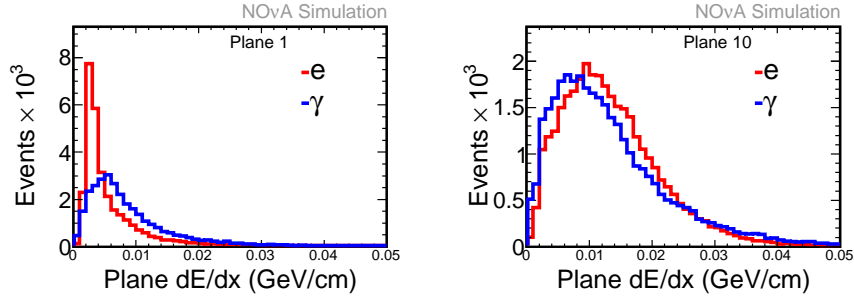 NOνA Simulation
Plane 1
e
γ
8
6
4
2
0
Events × 10³
0 0.01 0.02 0.03 0.04 0.05
Plane dE/dx (GeV/cm)
NOνA Simulation
Plane 10
e
γ
2
1.5
1
0.5
0
Events × 10³
0 0.01 0.02 0.03 0.04 0.05
Plane dE/dx (GeV/cm)